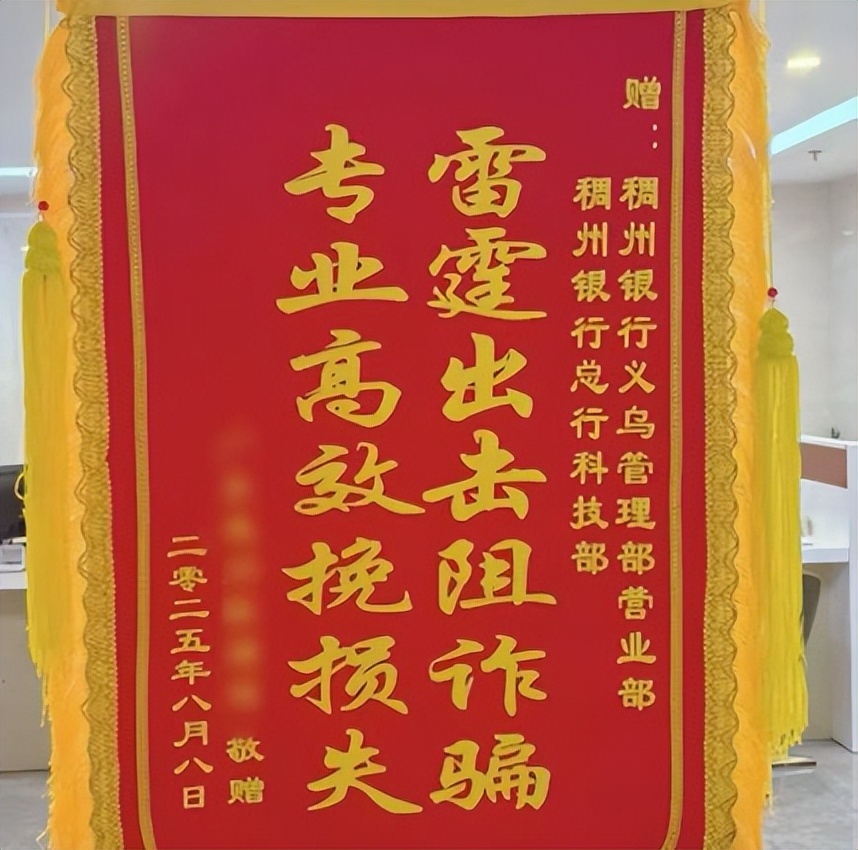 赠：稠州银行义乌管理部营业部
稠州银行总行科技部
雷霆出击阻诈骗
专业高效挽损失
敬赠
二零二五年八月八日